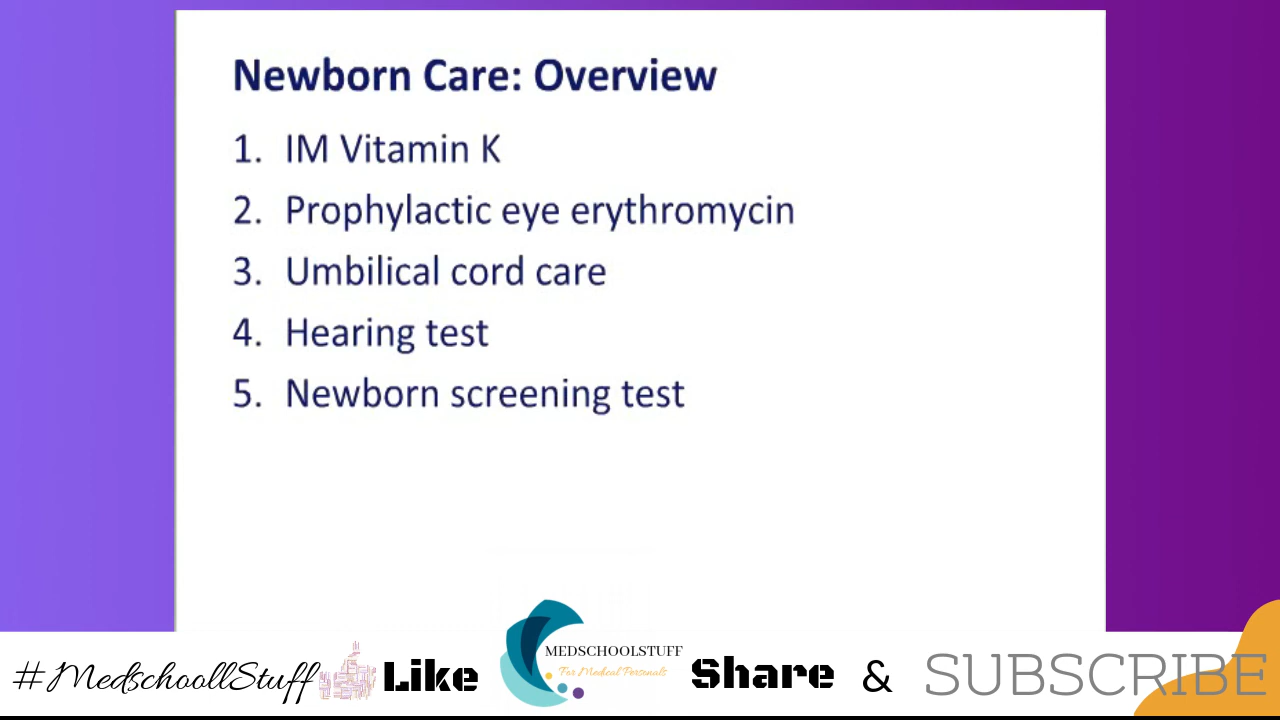 Newborn Care: Overview
1. IM Vitamin K
2. Prophylactic eye erythromycin
3. Umbilical cord care
4. Hearing test
5. Newborn screening test
#MedschoollStuff Like MEDSCHOOLSTUFF Share & SUBSCRIBE
For Medical Personals